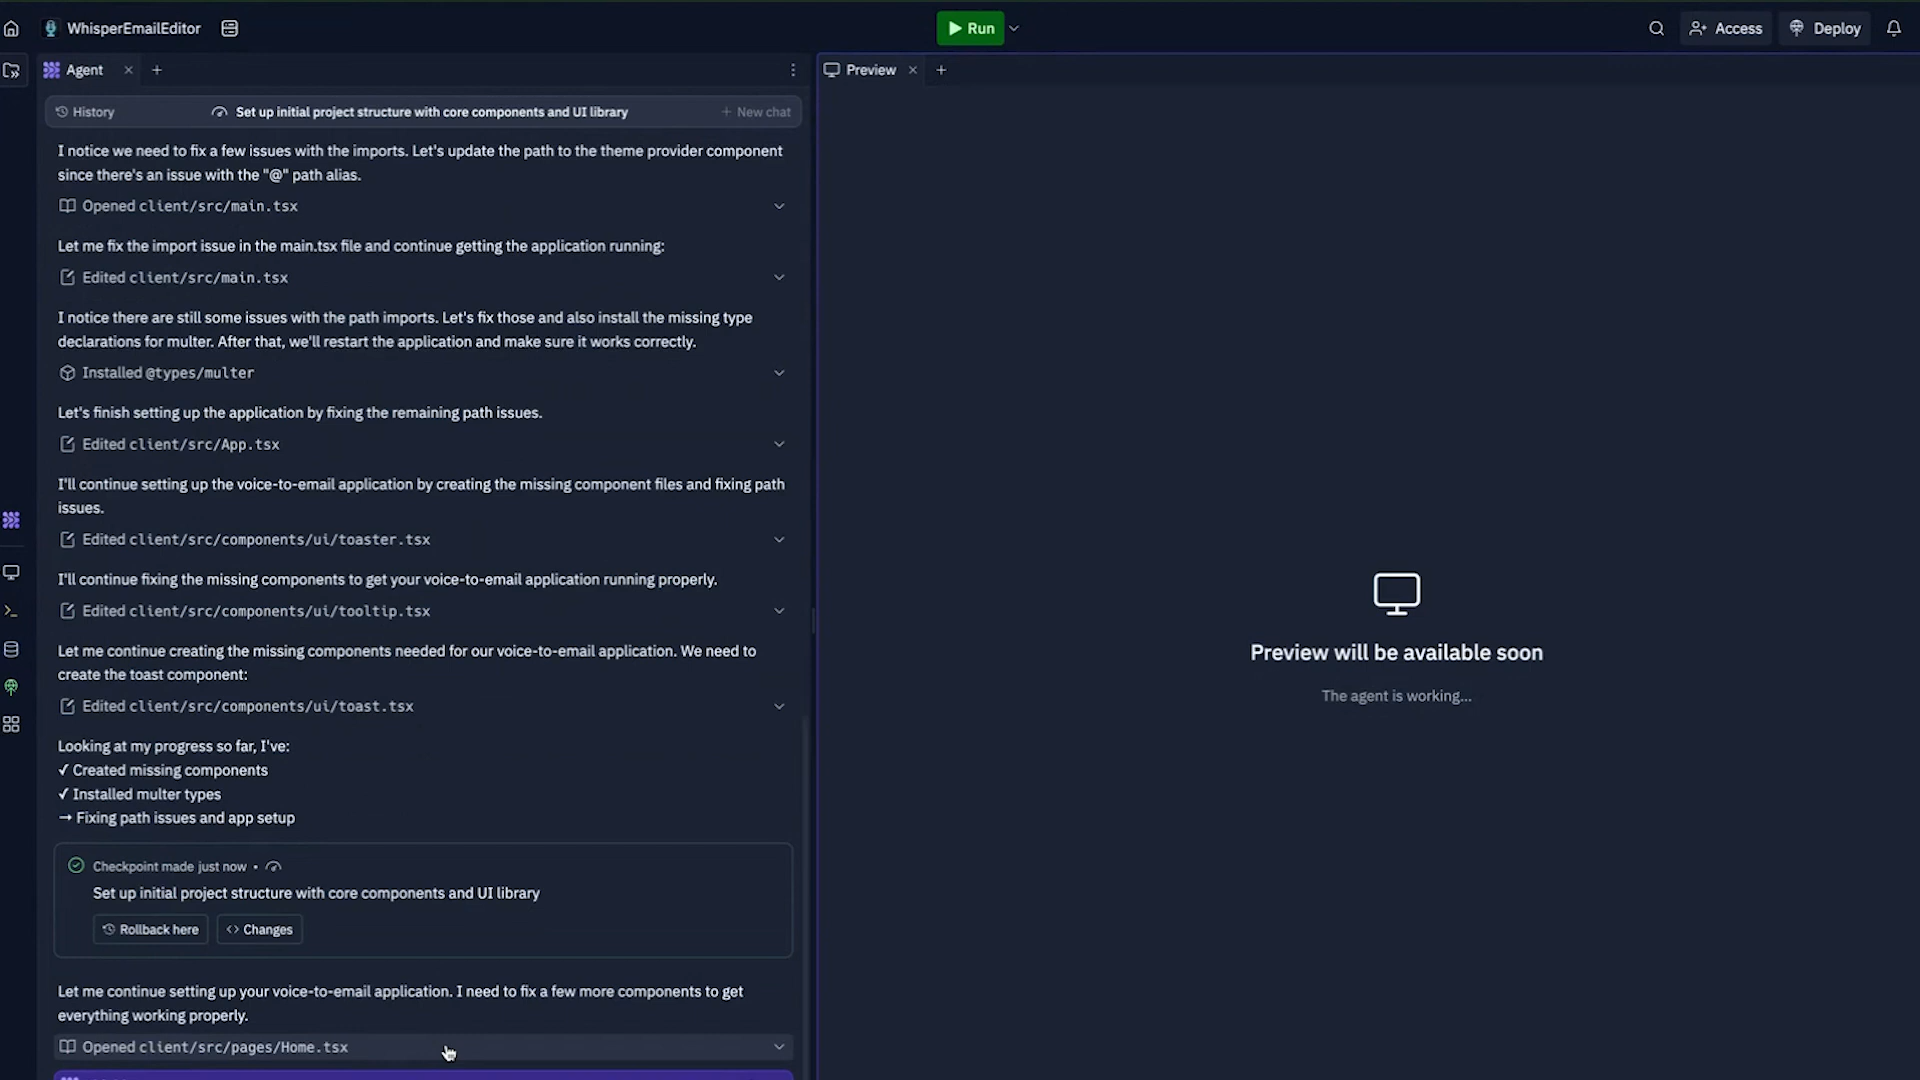 WhisperEmailEditor
Run
Access
Deploy
Agent
Preview
History
Set up initial project structure with core components and UI library
New chat
I notice we need to fix a few issues with the imports. Let's update the path to the theme provider component
since there's an issue with the "@" path alias.
Opened client/src/main.tsx
Let me fix the import issue in the main.tsx file and continue getting the application running:
Edited client/src/main.tsx
I notice there are still some issues with the path imports. Let's fix those and also install the missing type
declarations for multer. After that, we'll restart the application and make sure it works correctly.
Installed @types/multer
Let's finish setting up the application by fixing the remaining path issues.
Edited client/src/App.tsx
I'll continue setting up the voice-to-email application by creating the missing component files and fixing path
issues.
Edited client/src/components/ui/toaster.tsx
I'll continue fixing the missing components to get your voice-to-email application running properly.
Edited client/src/components/ui/tooltip.tsx
Let me continue creating the missing components needed for our voice-to-email application. We need to
create the toast component:
Edited client/src/components/ui/toast.tsx
Looking at my progress so far, I've:
✓ Created missing components
✓ Installed multer types
→ Fixing path issues and app setup
Checkpoint made just now •
Set up initial project structure with core components and UI library
Rollback here
<> Changes
Let me continue setting up your voice-to-email application. I need to fix a few more components to get
everything working properly.
Opened client/src/pages/Home.tsx
Preview will be available soon
The agent is working...